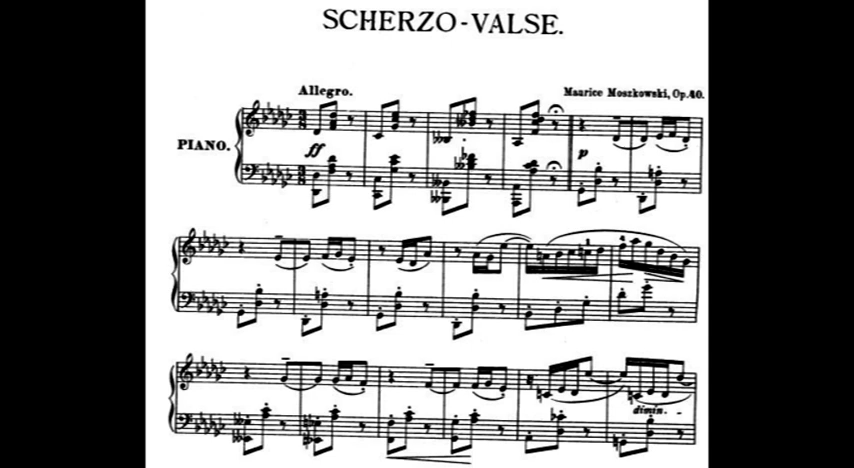 SCHERZO-VALSE.
Allegro.
Maurice Moszkowski, Op. 40.
PIANO.
ff
p
dimin.